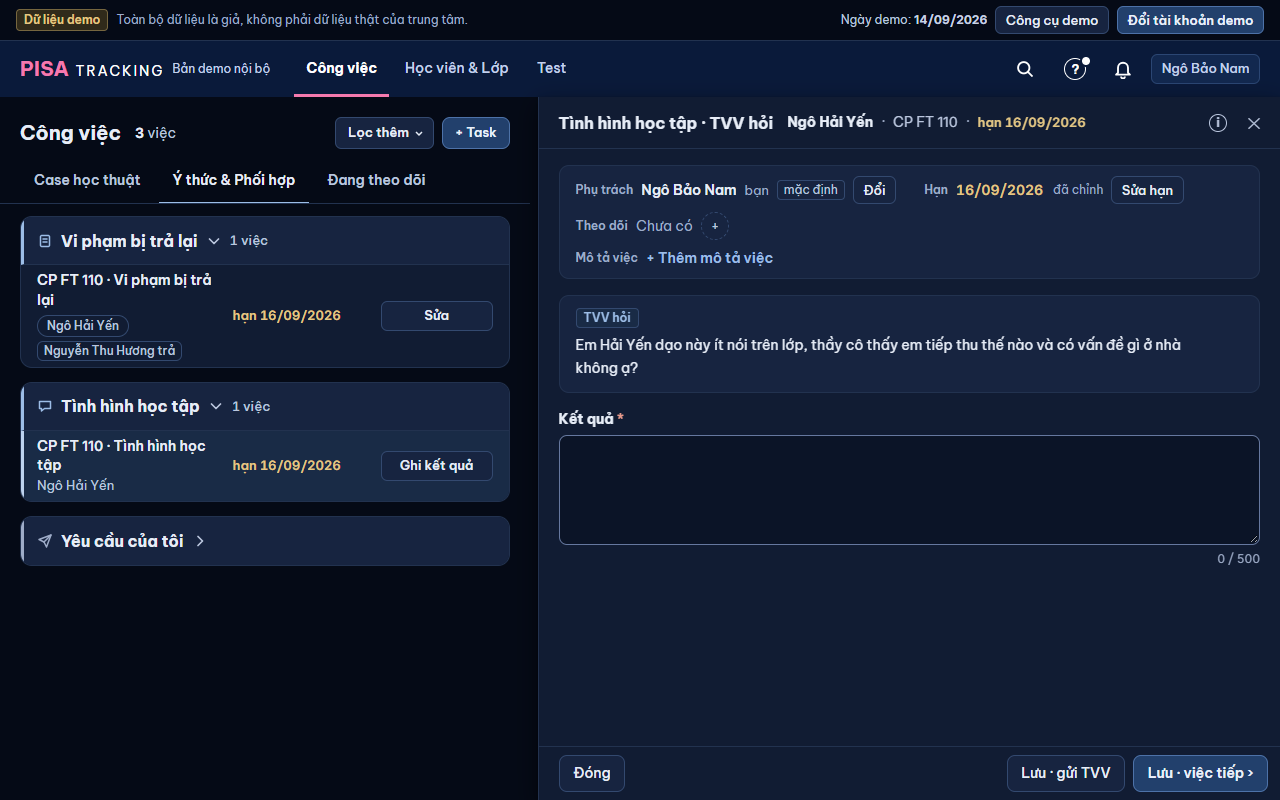 Dữ liệu demo Toàn bộ dữ liệu là giả, không phải dữ liệu thật của trung tâm. Ngày demo: 14/09/2026 Công cụ demo Đổi tài khoản demo
PISA TRACKING Bản demo nội bộ Công việc Học viên & Lớp Test ? Ngô Bảo Nam
Công việc 3 việc Lọc thêm + Task
Case học thuật Ý thức & Phối hợp Đang theo dõi
Vi phạm bị trả lại 1 việc
CP FT 110 · Vi phạm bị trả
lại
hạn 16/09/2026 Sửa
Ngô Hải Yến
Nguyễn Thu Hương trả
Tình hình học tập 1 việc
CP FT 110 · Tình hình học
tập
hạn 16/09/2026 Ghi kết quả
Ngô Hải Yến
Yêu cầu của tôi
Tình hình học tập · TVV hỏi Ngô Hải Yến · CP FT 110 · hạn 16/09/2026
Phụ trách Ngô Bảo Nam bạn mặc định Đổi Hạn 16/09/2026 đã chỉnh Sửa hạn
Theo dõi Chưa có +
Mô tả việc + Thêm mô tả việc
TVV hỏi
Em Hải Yến dạo này ít nói trên lớp, thầy cô thấy em tiếp thu thế nào và có vấn đề gì ở nhà
không ạ?
Kết quả *
0 / 500
Đóng Lưu · gửi TVV Lưu · việc tiếp ›